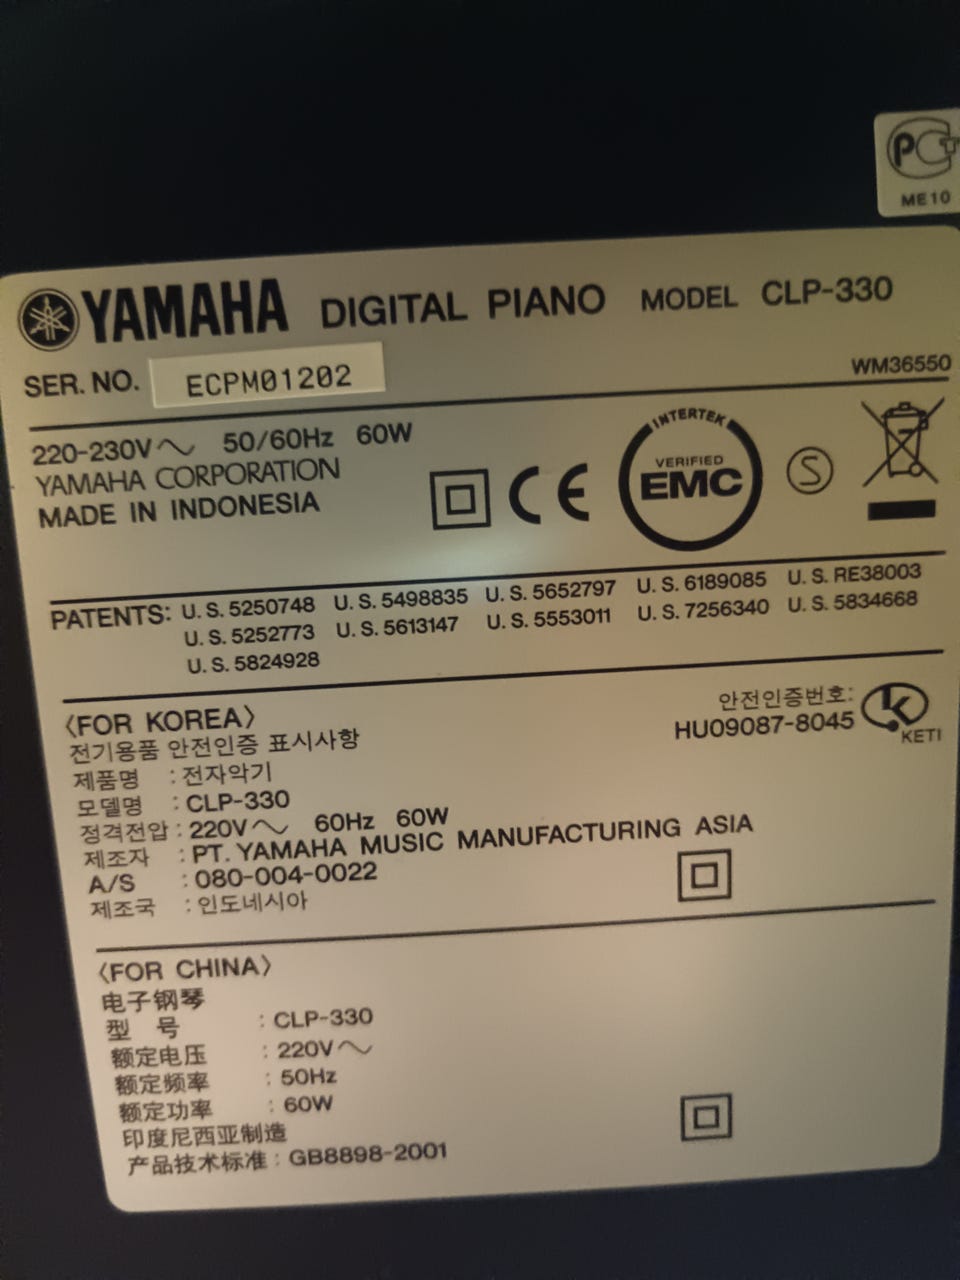 PCT
ME10
YAMAHA DIGITAL PIANO MODEL CLP-330
SER. NO. ECPM01202
WM36550
220-230V～ 50/60Hz 60W
YAMAHA CORPORATION
MADE IN INDONESIA
CE
INTERTEK
VERIFIED
EMC
S
PATENTS: U. S. 5250748 U. S. 5498835 U. S. 5652797 U. S. 6189085 U. S. RE38003
U. S. 5252773 U. S. 5613147 U. S. 5553011 U. S. 7256340 U. S. 5834668
U. S. 5824928
〈FOR KOREA〉
전기용품 안전인증 표시사항
안전인증번호:
HU09087-8045
KETI
제품명 : 전자악기
모델명 : CLP-330
정격전압 : 220V～ 60Hz 60W
제조자 : PT. YAMAHA MUSIC MANUFACTURING ASIA
A/S : 080-004-0022
제조국 : 인도네시아
〈FOR CHINA〉
电子钢琴
型 号 : CLP-330
额定电压 : 220V～
额定频率 : 50Hz
额定功率 : 60W
印度尼西亚制造
产品技术标准 : GB8898-2001